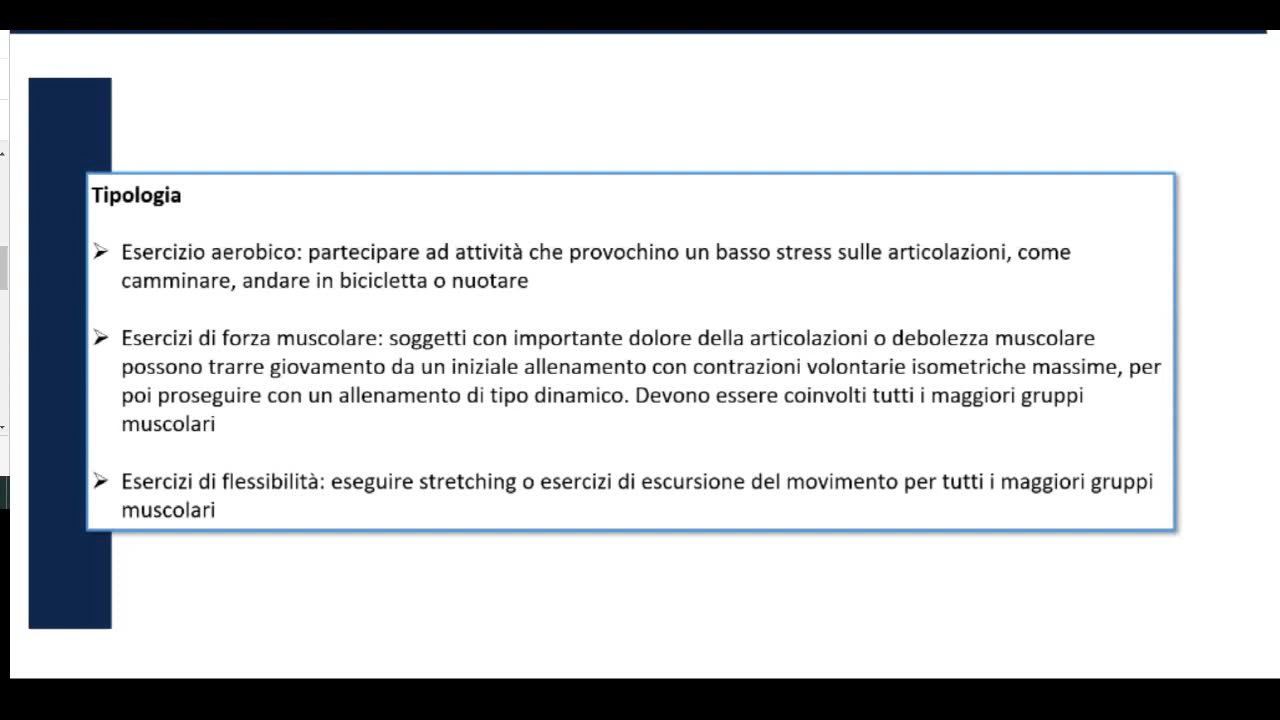 Tipologia
➢ Esercizio aerobico: partecipare ad attività che provochino un basso stress sulle articolazioni, come
camminare, andare in bicicletta o nuotare
➢ Esercizi di forza muscolare: soggetti con importante dolore della articolazioni o debolezza muscolare
possono trarre giovamento da un iniziale allenamento con contrazioni volontarie isometriche massime, per
poi proseguire con un allenamento di tipo dinamico. Devono essere coinvolti tutti i maggiori gruppi
muscolari
➢ Esercizi di flessibilità: eseguire stretching o esercizi di escursione del movimento per tutti i maggiori gruppi
muscolari